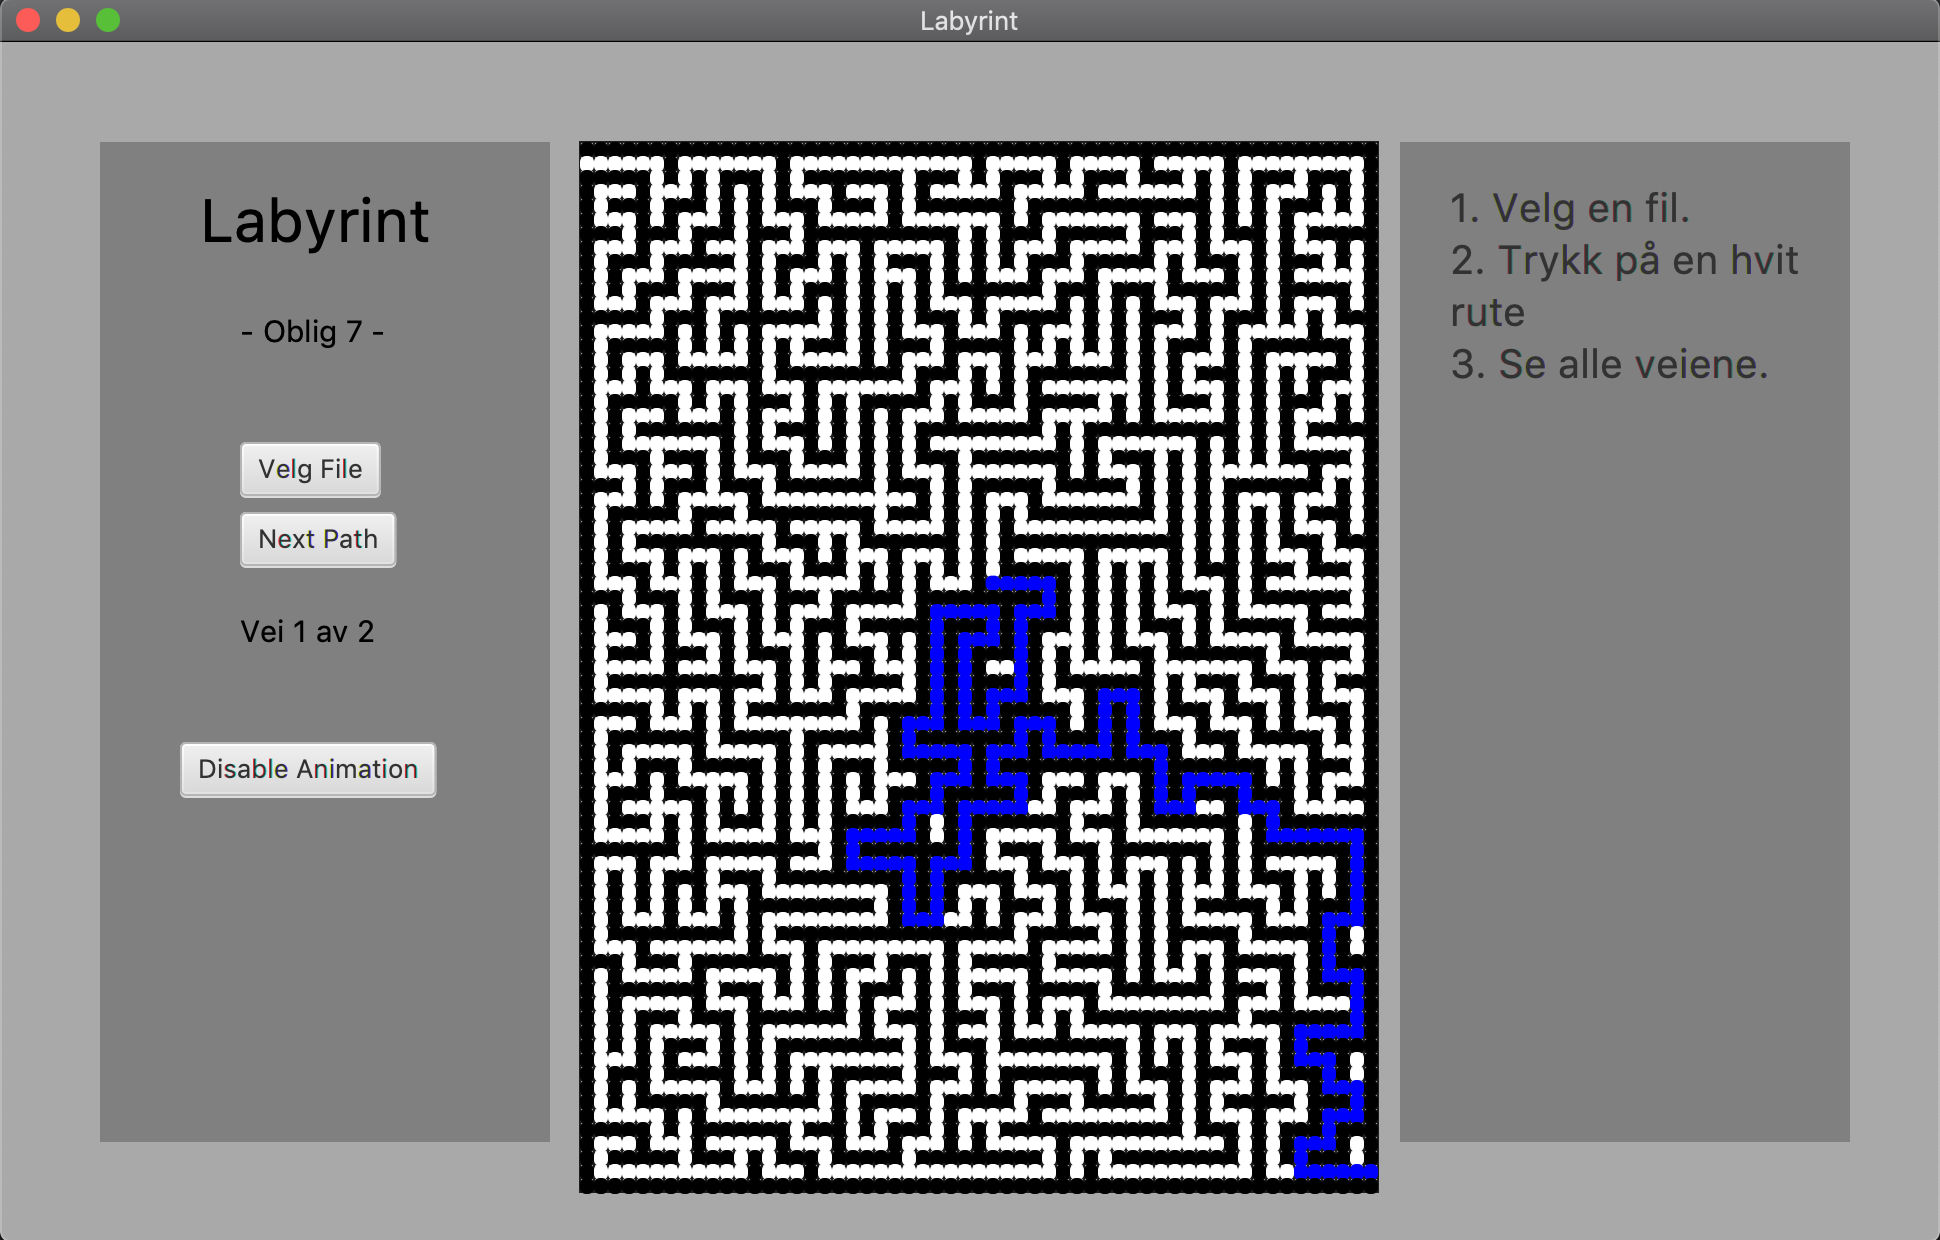 Labyrint
Labyrint
- Oblig 7 -
Velg File
Next Path
Vei 1 av 2
Disable Animation
1. Velg en fil.
2. Trykk på en hvit
rute
3. Se alle veiene.